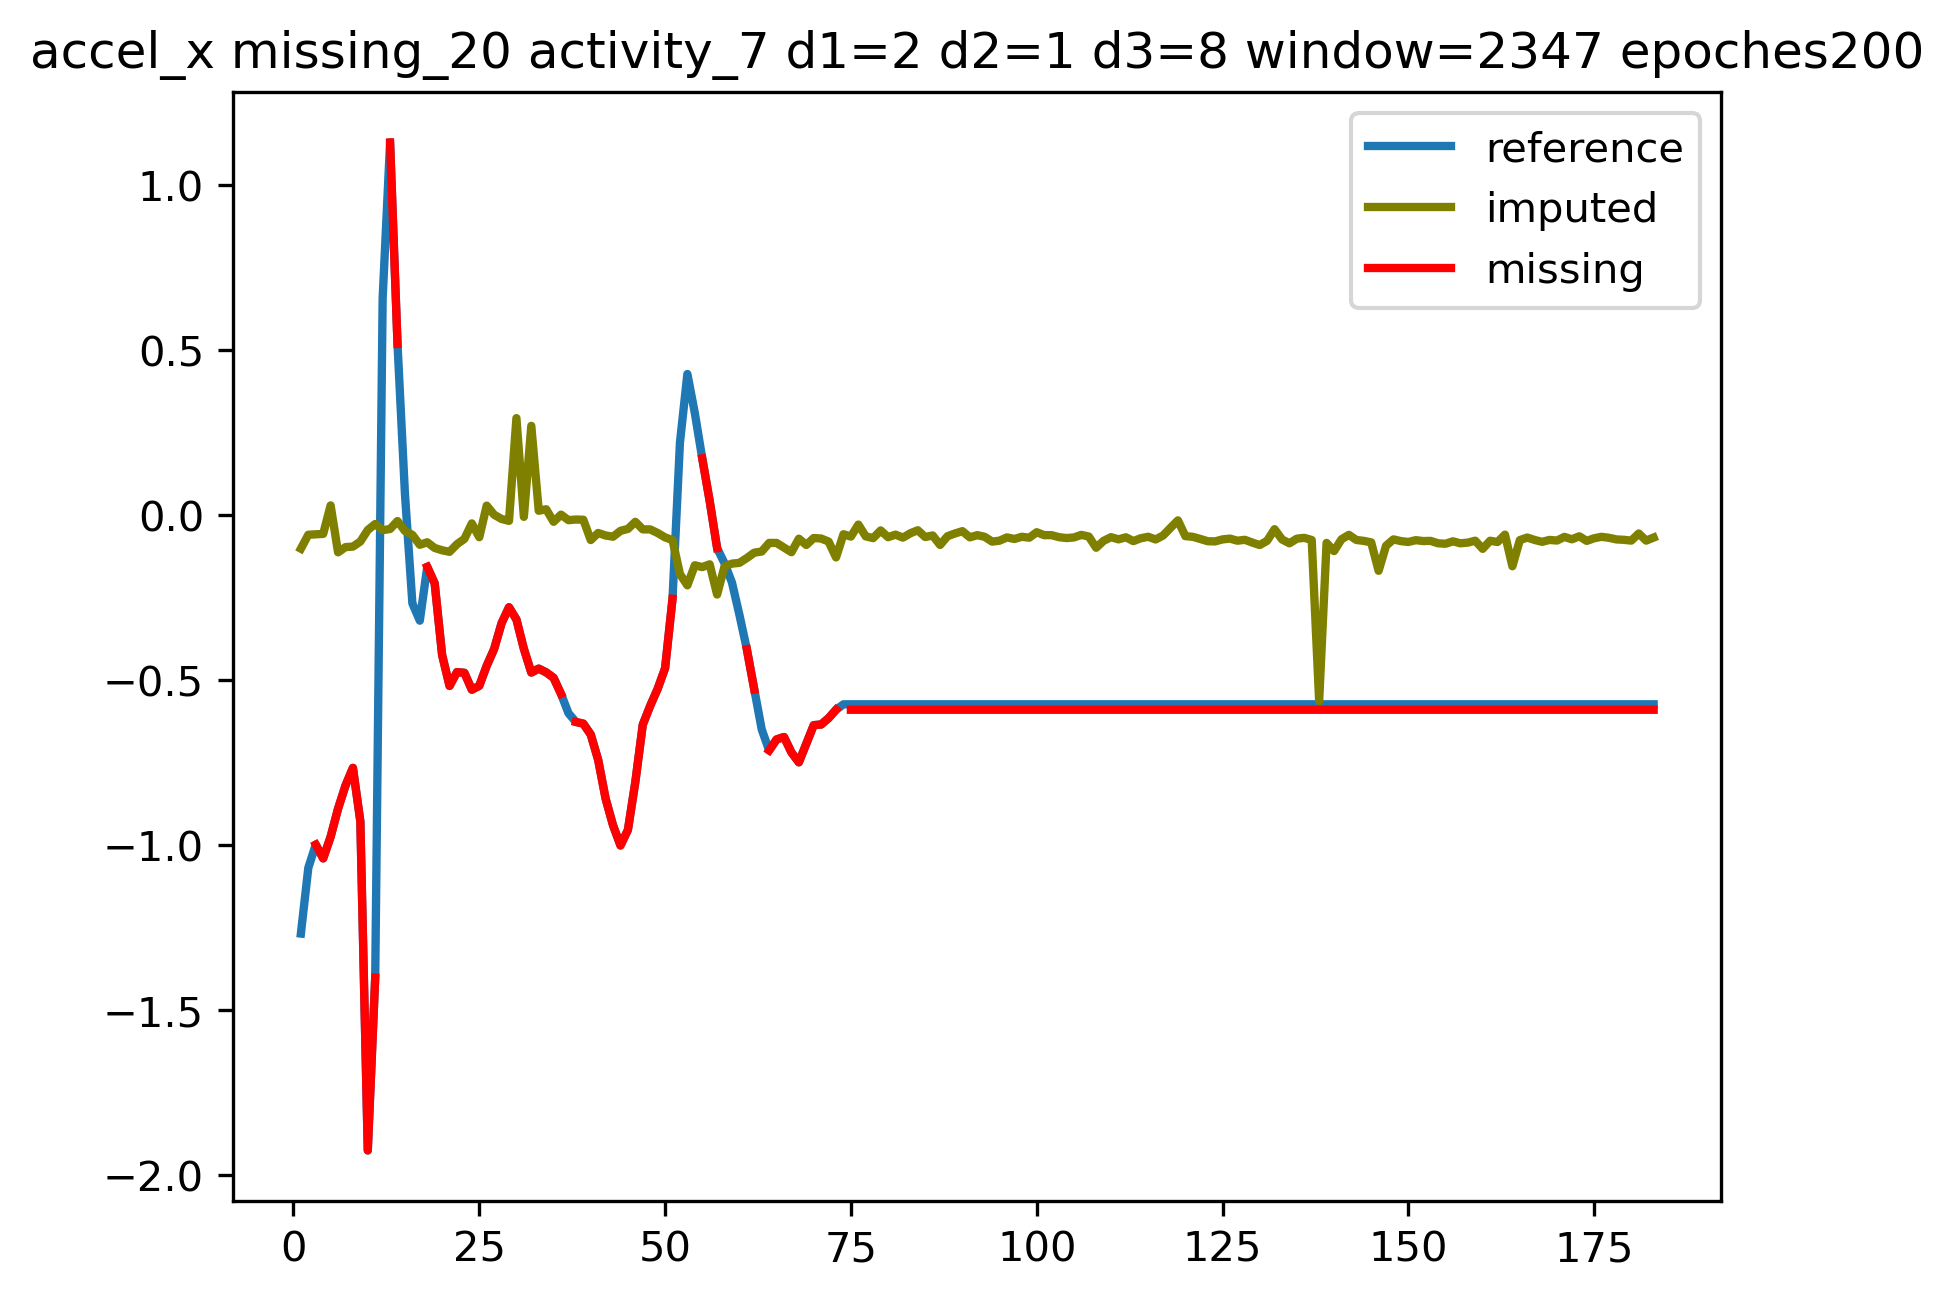 accel_x missing_20 activity_7 d1=2 d2=1 d3=8 window=2347 epoches200
reference
imputed
missing
1.0
0.5
0.0
−0.5
−1.0
−1.5
−2.0
0 25 50 75 100 125 150 175